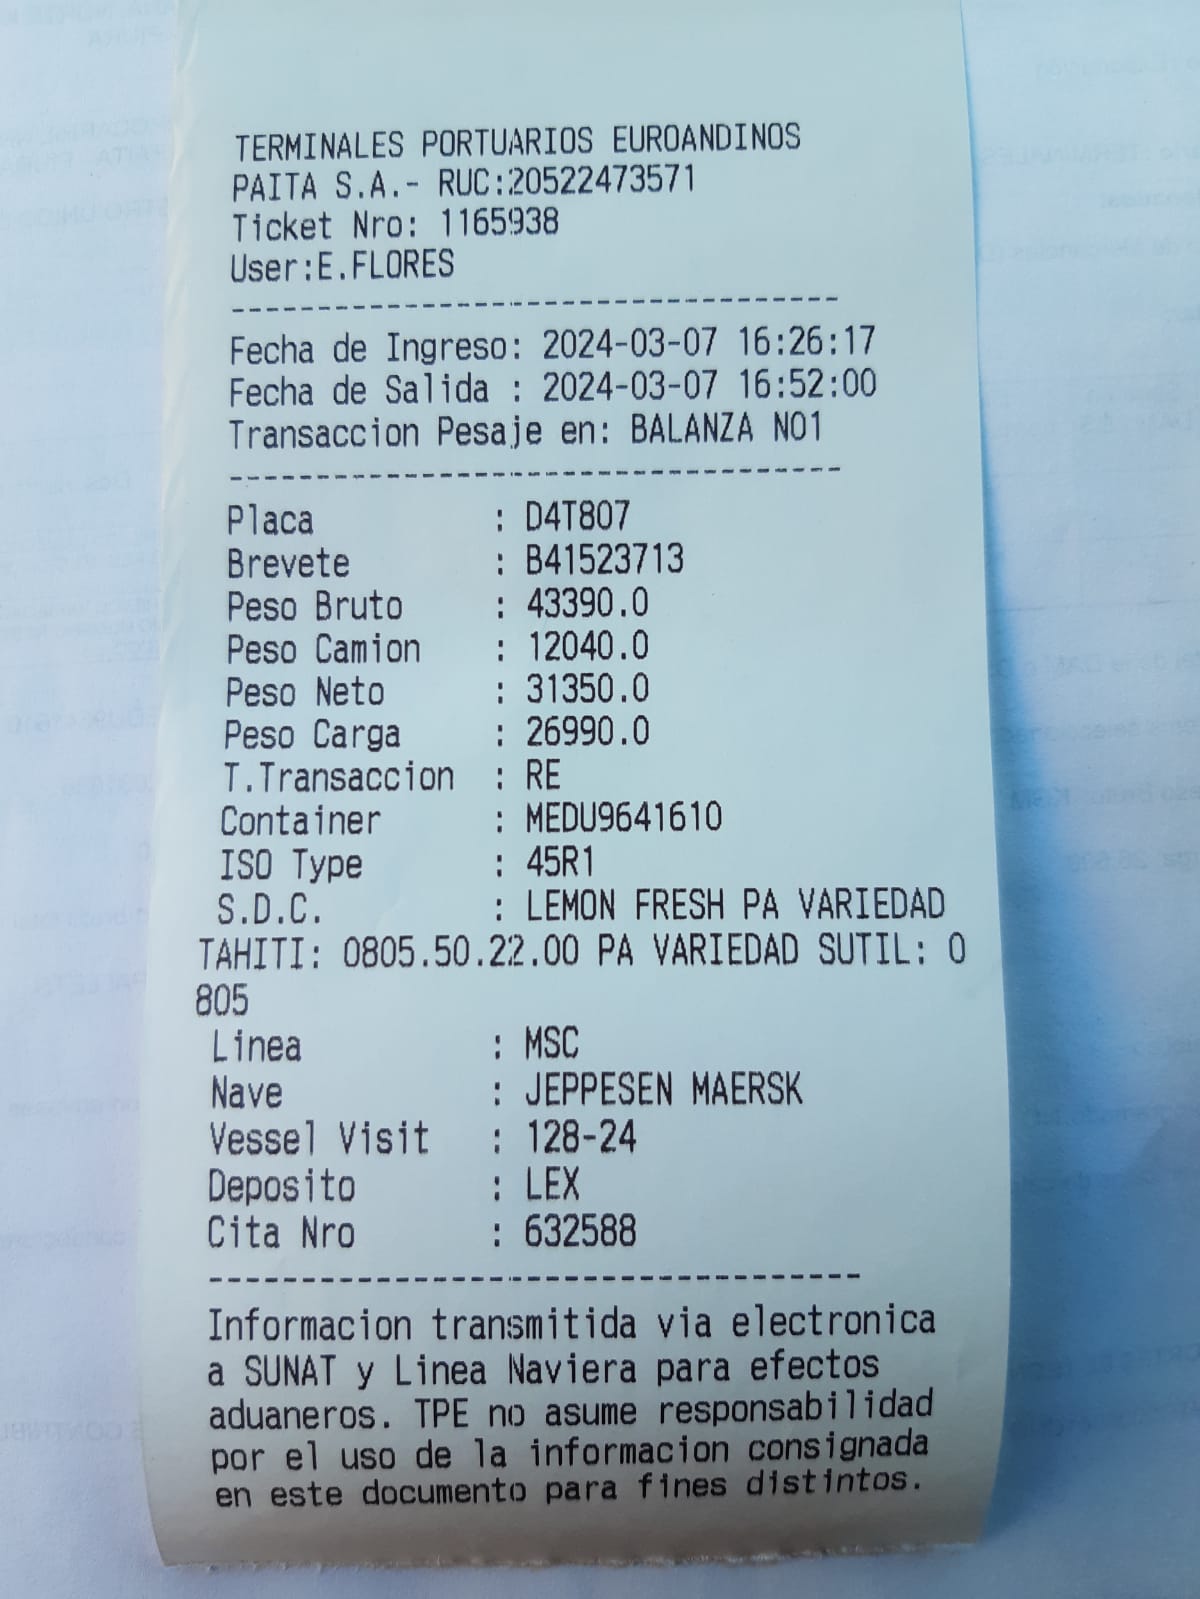 TERMINALES PORTUARIOS EUROANDINOS
PAITA S.A.- RUC:20522473571
Ticket Nro: 1165938
User:E.FLORES
-----------------------------------
Fecha de Ingreso: 2024-03-07 16:26:17
Fecha de Salida : 2024-03-07 16:52:00
Transaccion Pesaje en: BALANZA NO1
-----------------------------------
Placa : D4T807
Brevete : B41523713
Peso Bruto : 43390.0
Peso Camion : 12040.0
Peso Neto : 31350.0
Peso Carga : 26990.0
T.Transaccion : RE
Container : MEDU9641610
ISO Type : 45R1
S.D.C. : LEMON FRESH PA VARIEDAD
TAHITI: 0805.50.22.00 PA VARIEDAD SUTIL: 0
805
Linea : MSC
Nave : JEPPESEN MAERSK
Vessel Visit : 128-24
Deposito : LEX
Cita Nro : 632588
-----------------------------------
Informacion transmitida via electronica
a SUNAT y Linea Naviera para efectos
aduaneros. TPE no asume responsabilidad
por el uso de la informacion consignada
en este documento para fines distintos.